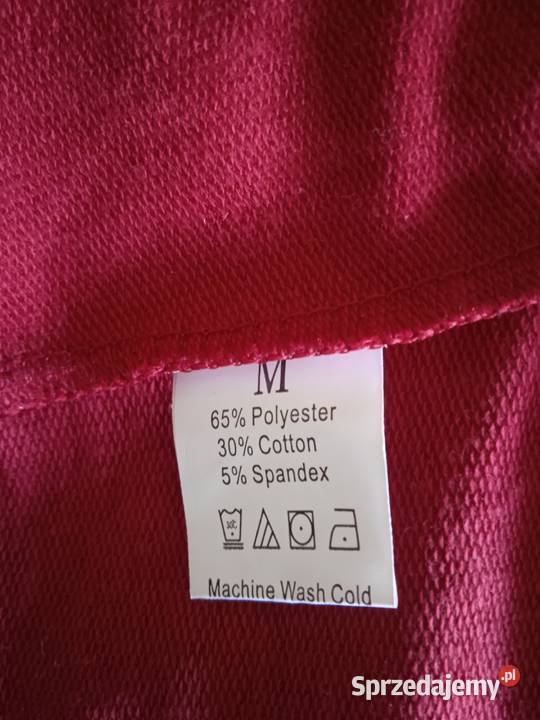 M
65% Polyester
30% Cotton
5% Spandex
Machine Wash Cold
Sprzedajemy.pl